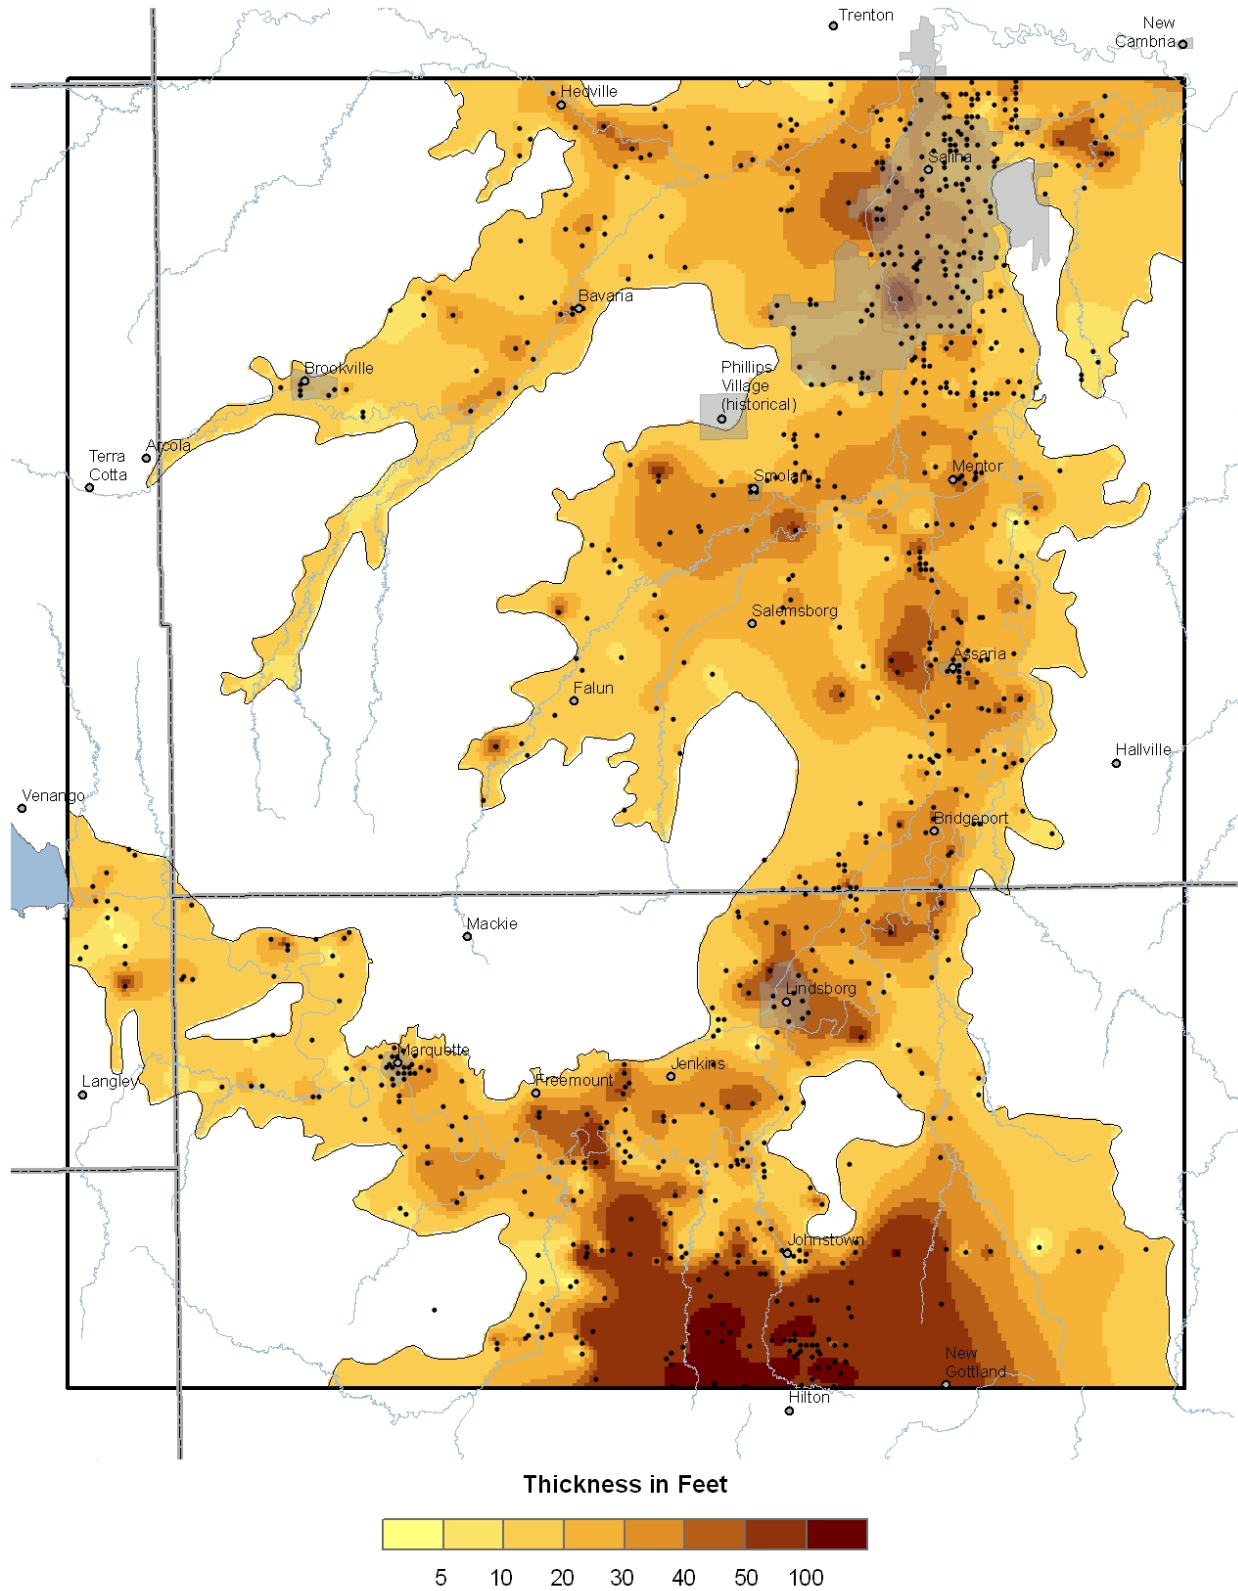 Trenton
New
Cambria
Hedville
Salina
Bavaria
Brookville
Phillips
Village
(historical)
Arcola
Terra
Cotta
Smolan
Mentor
Salemsborg
Assaria
Falun
Hallville
Venango
Bridgeport
Mackie
Lindsborg
Marquette
Jenkins
Langley
Freemount
Johnstown
New
Gottland
Hilton
Thickness in Feet
5 10 20 30 40 50 100